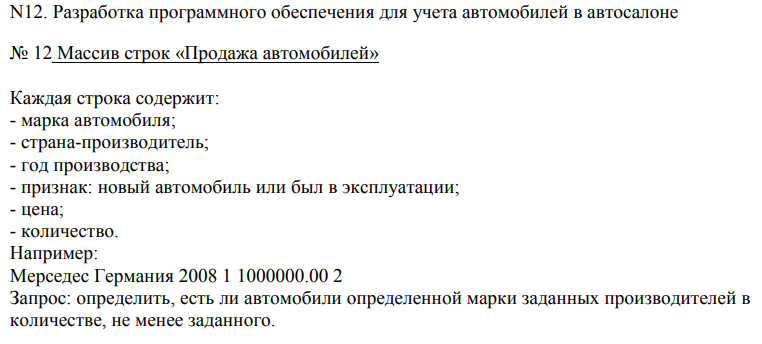 N12. Разработка программного обеспечения для учета автомобилей в автосалоне
№ 12 Массив строк «Продажа автомобилей»
Каждая строка содержит:
- марка автомобиля;
- страна-производитель;
- год производства;
- признак: новый автомобиль или был в эксплуатации;
- цена;
- количество.
Например:
Мерседес Германия 2008 1 1000000.00 2
Запрос: определить, есть ли автомобили определенной марки заданных производителей в
количестве, не менее заданного.